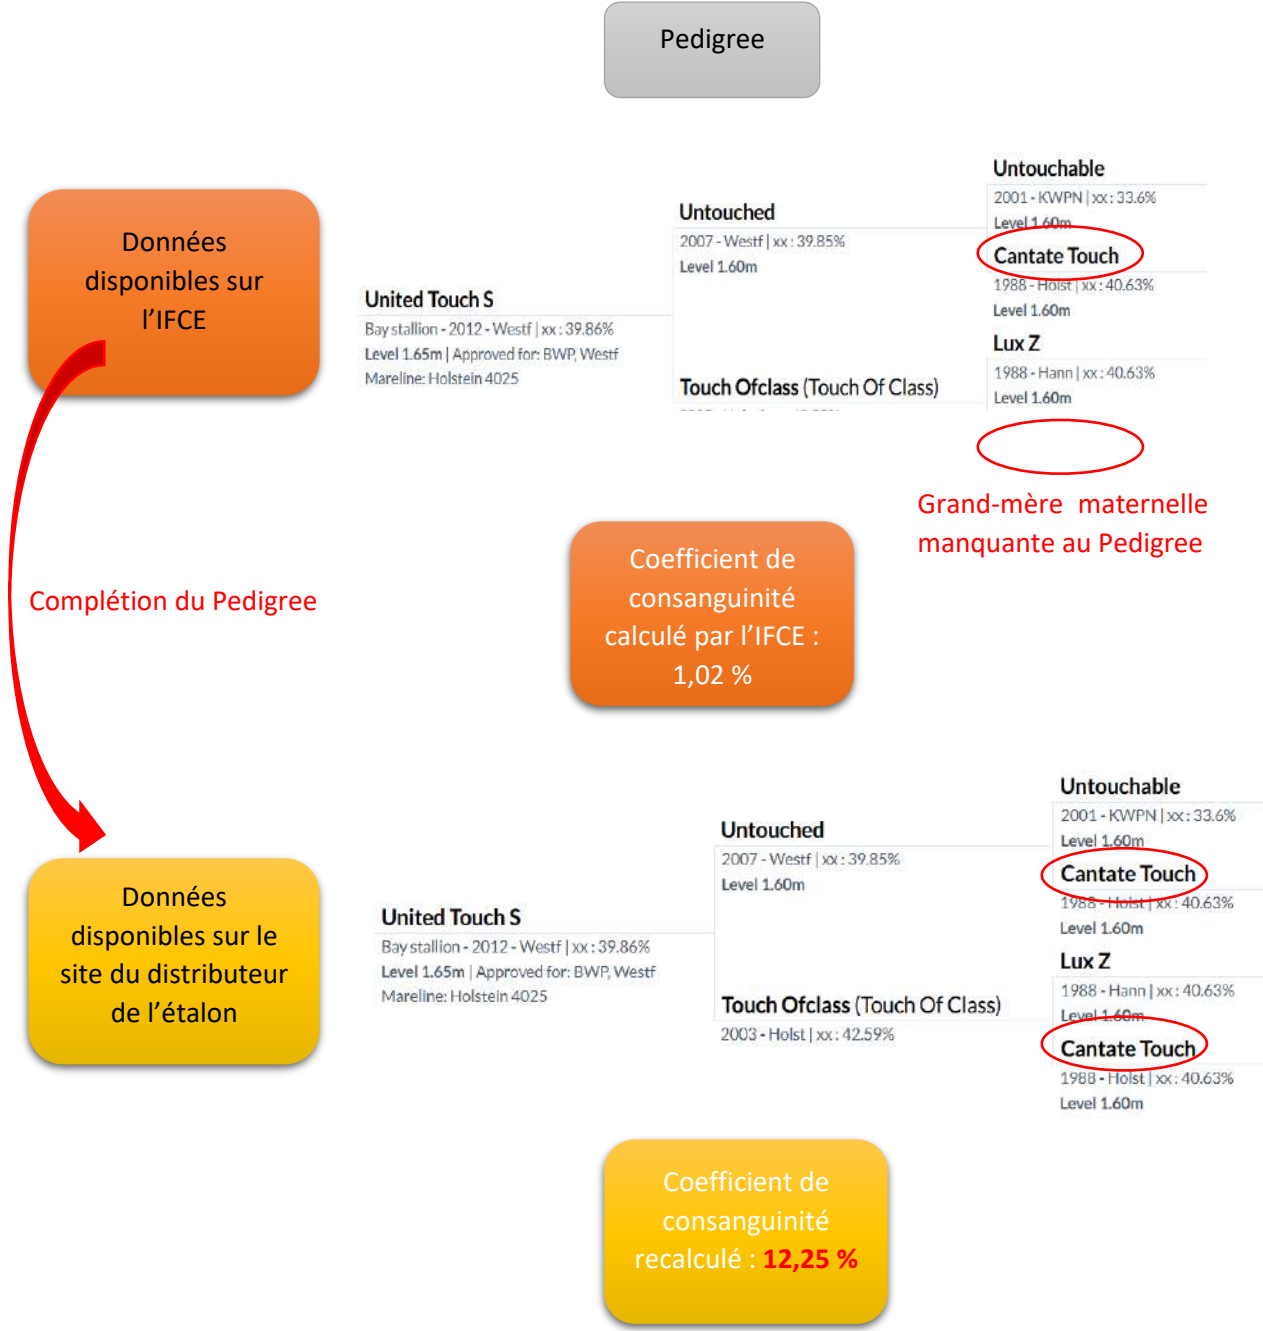 Pedigree
Données
disponibles sur
l’IFCE
United Touch S
Bay stallion - 2012 - Westf | xx : 39.86%
Level 1.65m | Approved for: BWP, Westf
Mareline: Holstein 4025
Untouched
2007 - Westf | xx : 39.85%
Level 1.60m
Touch Ofclass (Touch Of Class)
Untouchable
2001 - KWPN | xx : 33.6%
Level 1.60m
Cantate Touch
1988 - Holst | xx : 40.63%
Level 1.60m
Lux Z
1988 - Hann | xx : 40.63%
Level 1.60m
Grand-mère maternelle
manquante au Pedigree
Coefficient de
consanguinité
calculé par l’IFCE :
1,02 %
Complétion du Pedigree
Données
disponibles sur le
site du distributeur
de l’étalon
United Touch S
Bay stallion - 2012 - Westf | xx : 39.86%
Level 1.65m | Approved for: BWP, Westf
Mareline: Holstein 4025
Untouched
2007 - Westf | xx : 39.85%
Level 1.60m
Touch Ofclass (Touch Of Class)
2003 - Holst | xx : 42.59%
Untouchable
2001 - KWPN | xx : 33.6%
Level 1.60m
Cantate Touch
1988 - Holst | xx : 40.63%
Level 1.60m
Lux Z
1988 - Hann | xx : 40.63%
Level 1.60m
Cantate Touch
1988 - Holst | xx : 40.63%
Level 1.60m
Coefficient de
consanguinité
recalculé : 12,25 %